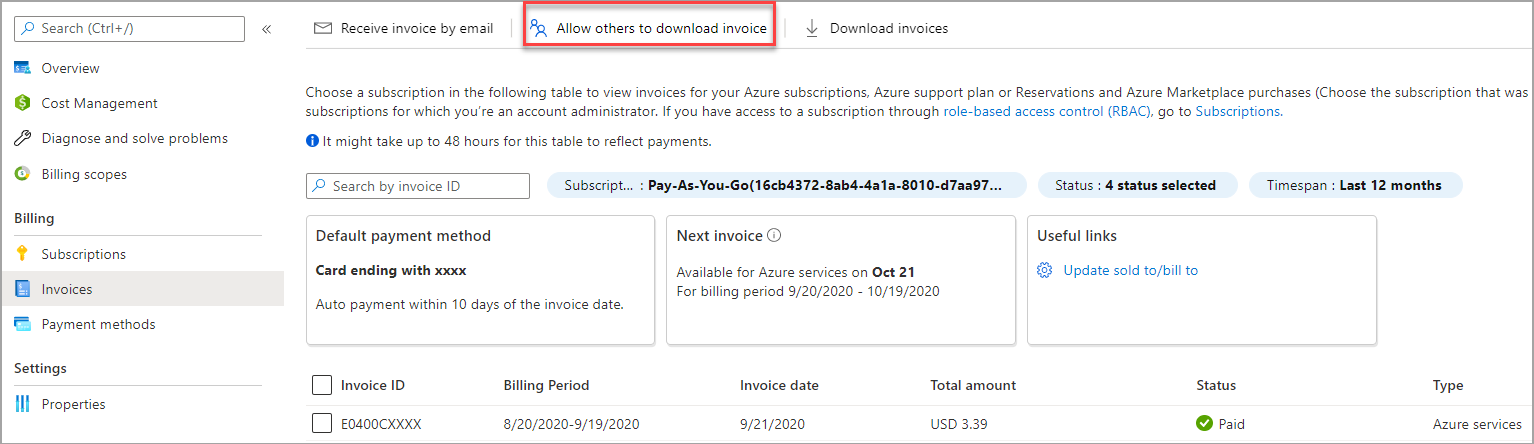 Search (Ctrl+/)
«
Receive invoice by email
Allow others to download invoice
Download invoices
Overview
Cost Management
Diagnose and solve problems
Billing scopes
Billing
Subscriptions
Invoices
Payment methods
Settings
Properties
Choose a subscription in the following table to view invoices for your Azure subscriptions, Azure support plan or Reservations and Azure Marketplace purchases (Choose the subscription that was
subscriptions for which you're an account administrator. If you have access to a subscription through role-based access control (RBAC), go to Subscriptions.
It might take up to 48 hours for this table to reflect payments.
Search by invoice ID
Subscript... : Pay-As-You-Go(16cb4372-8ab4-4a1a-8010-d7aa97...
Status : 4 status selected
Timespan : Last 12 months
Default payment method
Card ending with xxxx
Auto payment within 10 days of the invoice date.
Next invoice
Available for Azure services on Oct 21
For billing period 9/20/2020 - 10/19/2020
Useful links
Update sold to/bill to
Invoice ID Billing Period Invoice date Total amount Status Type
E0400CXXXX 8/20/2020-9/19/2020 9/21/2020 USD 3.39 Paid Azure services